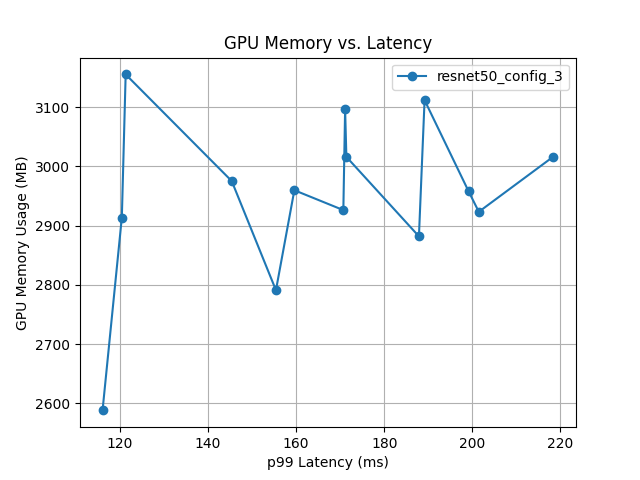 GPU Memory vs. Latency
resnet50_config_3
GPU Memory Usage (MB)
3100
3000
2900
2800
2700
2600
120 140 160 180 200 220
p99 Latency (ms)